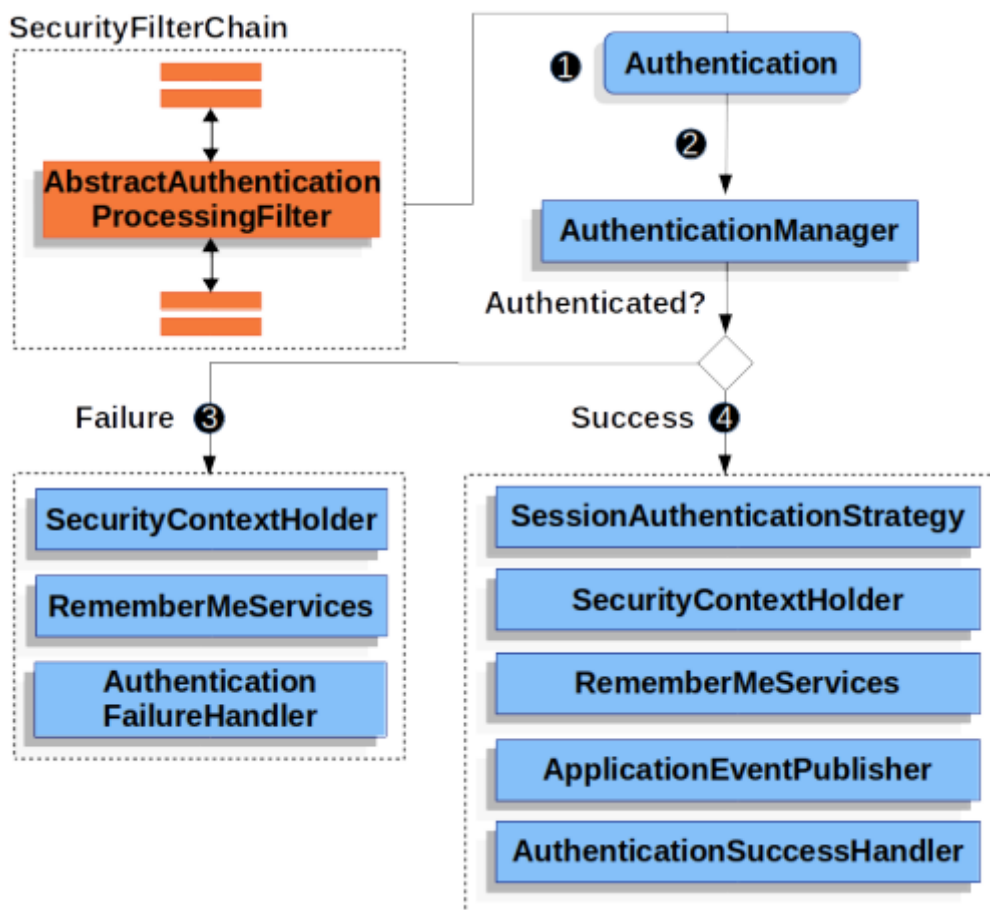 SecurityFilterChain
1
Authentication
2
AbstractAuthentication
ProcessingFilter
AuthenticationManager
Authenticated?
Failure 3
Success 4
SecurityContextHolder
RememberMeServices
Authentication
FailureHandler
SessionAuthenticationStrategy
SecurityContextHolder
RememberMeServices
ApplicationEventPublisher
AuthenticationSuccessHandler